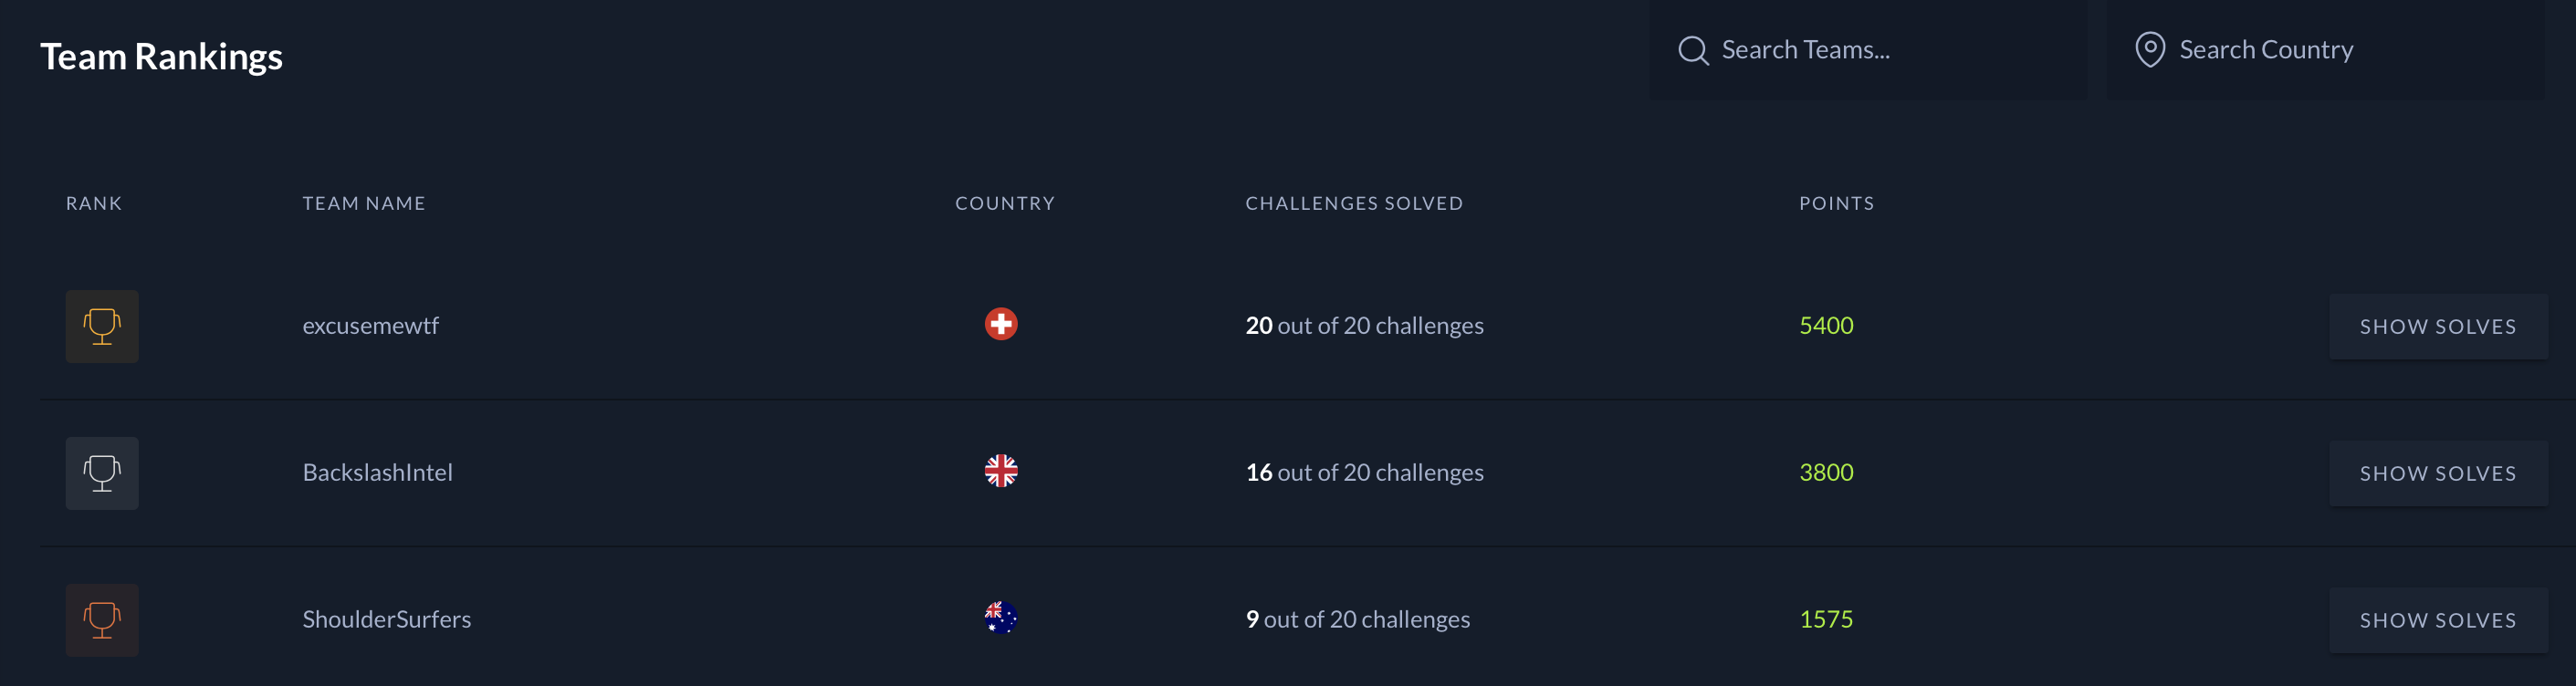 Team Rankings Search Teams... Search Country
RANK TEAM NAME COUNTRY CHALLENGES SOLVED POINTS
excusemewtf 20 out of 20 challenges 5400 SHOW SOLVES
BackslashIntel 16 out of 20 challenges 3800 SHOW SOLVES
ShoulderSurfers 9 out of 20 challenges 1575 SHOW SOLVES